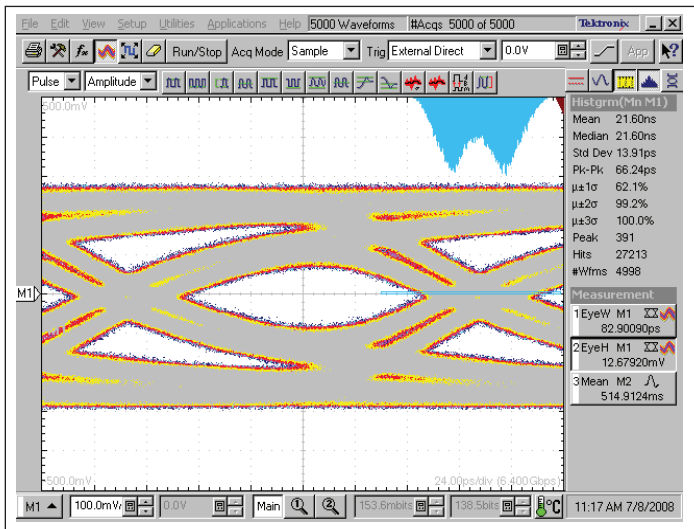 File Edit View Setup Utilities Applications Help 5000 Waveforms #Acqs 5000 of 5000 Tektronix
Run/Stop Acq Mode Sample Trig External Direct 0.0V App
Pulse Amplitude
500.0mV
Histgrm(Mn M1)
Mean 21.60ns
Median 21.60ns
Std Dev 13.91ps
Pk-Pk 66.24ps
µ±1σ 62.1%
µ±2σ 99.2%
µ±3σ 100.0%
Peak 391
Hits 27213
#Wfms 4998
M1
Measurement
1 EyeW M1
82.90090ps
2 EyeH M1
12.67920mV
3 Mean M2
514.9124ms
-500.0mV
24.00ps/div (6.400Gbps)
M1 100.0mV/ 0.0V Main 1 2 153.6mbits 138.5bits °C 11:17 AM 7/8/2008